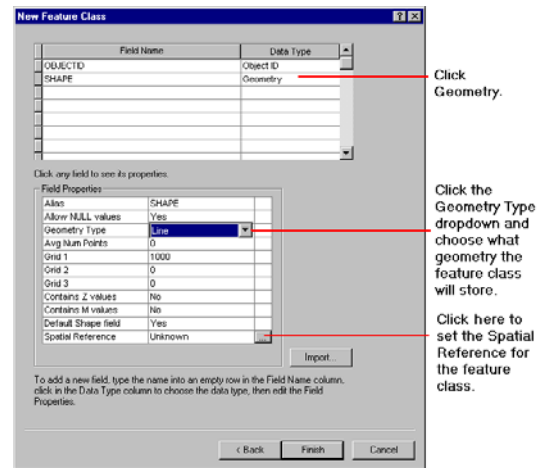 New Feature Class
Field Name Data Type
OBJECTID Object ID
SHAPE Geometry
Click any field to see its properties.
Field Properties
Alias SHAPE
Allow NULL values Yes
Geometry Type Line
Avg Num Points 0
Grid 1 1000
Grid 2 0
Grid 3 0
Contains Z values No
Contains M values No
Default Shape field Yes
Spatial Reference Unknown ...
Import...
To add a new field, type the name into an empty row in the Field Name column,
click in the Data Type column to choose the data type, then edit the Field
Properties.
< Back Finish Cancel
Click
Geometry.
Click the
Geometry Type
dropdown and
choose what
geometry the
feature class
will store.
Click here to
set the Spatial
Reference for
the feature
class.